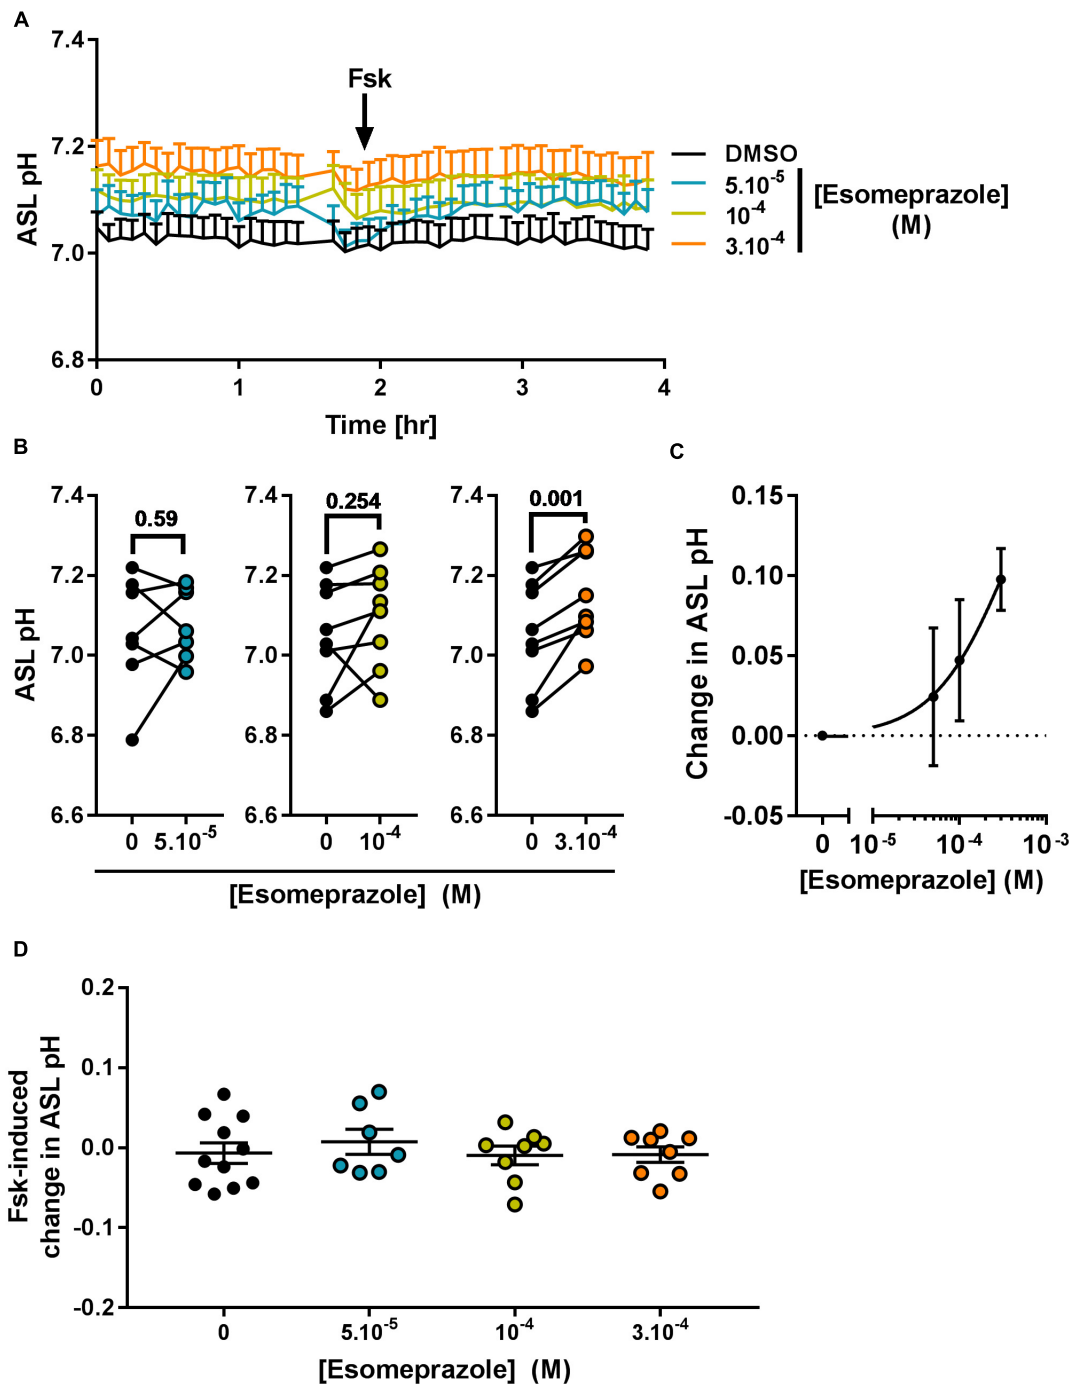 A
7.4
7.2
7.0
6.8
ASL pH
Fsk
0
1
2
3
4
Time [hr]
DMSO
5.10⁻⁵
10⁻⁴
3.10⁻⁴
[Esomeprazole]
(M)
B
7.4
7.2
7.0
6.8
6.6
ASL pH
0.59
0 5.10⁻⁵
7.4
7.2
7.0
6.8
6.6
0.254
0 10⁻⁴
7.4
7.2
7.0
6.8
6.6
0.001
0 3.10⁻⁴
[Esomeprazole] (M)
C
0.15
0.10
0.05
0.00
-0.05
Change in ASL pH
0 10⁻⁵ 10⁻⁴ 10⁻³
[Esomeprazole] (M)
D
0.2
0.1
0.0
-0.1
-0.2
Fsk-induced
change in ASL pH
0 5.10⁻⁵ 10⁻⁴ 3.10⁻⁴
[Esomeprazole] (M)